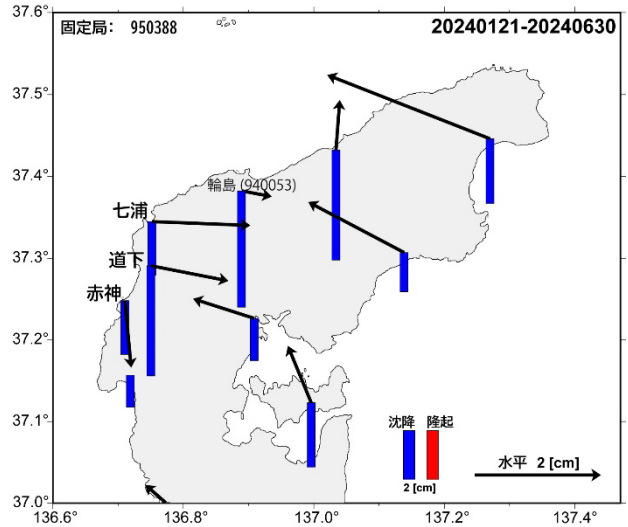 固定局： 950388
20240121-20240630
37.6°
37.5°
37.4°
37.3°
37.2°
37.1°
37.0°
輪島 (940053)
七浦
道下
赤神
沈降 隆起
2 [cm]
水平 2 [cm]
136.6° 136.8° 137.0° 137.2° 137.4°